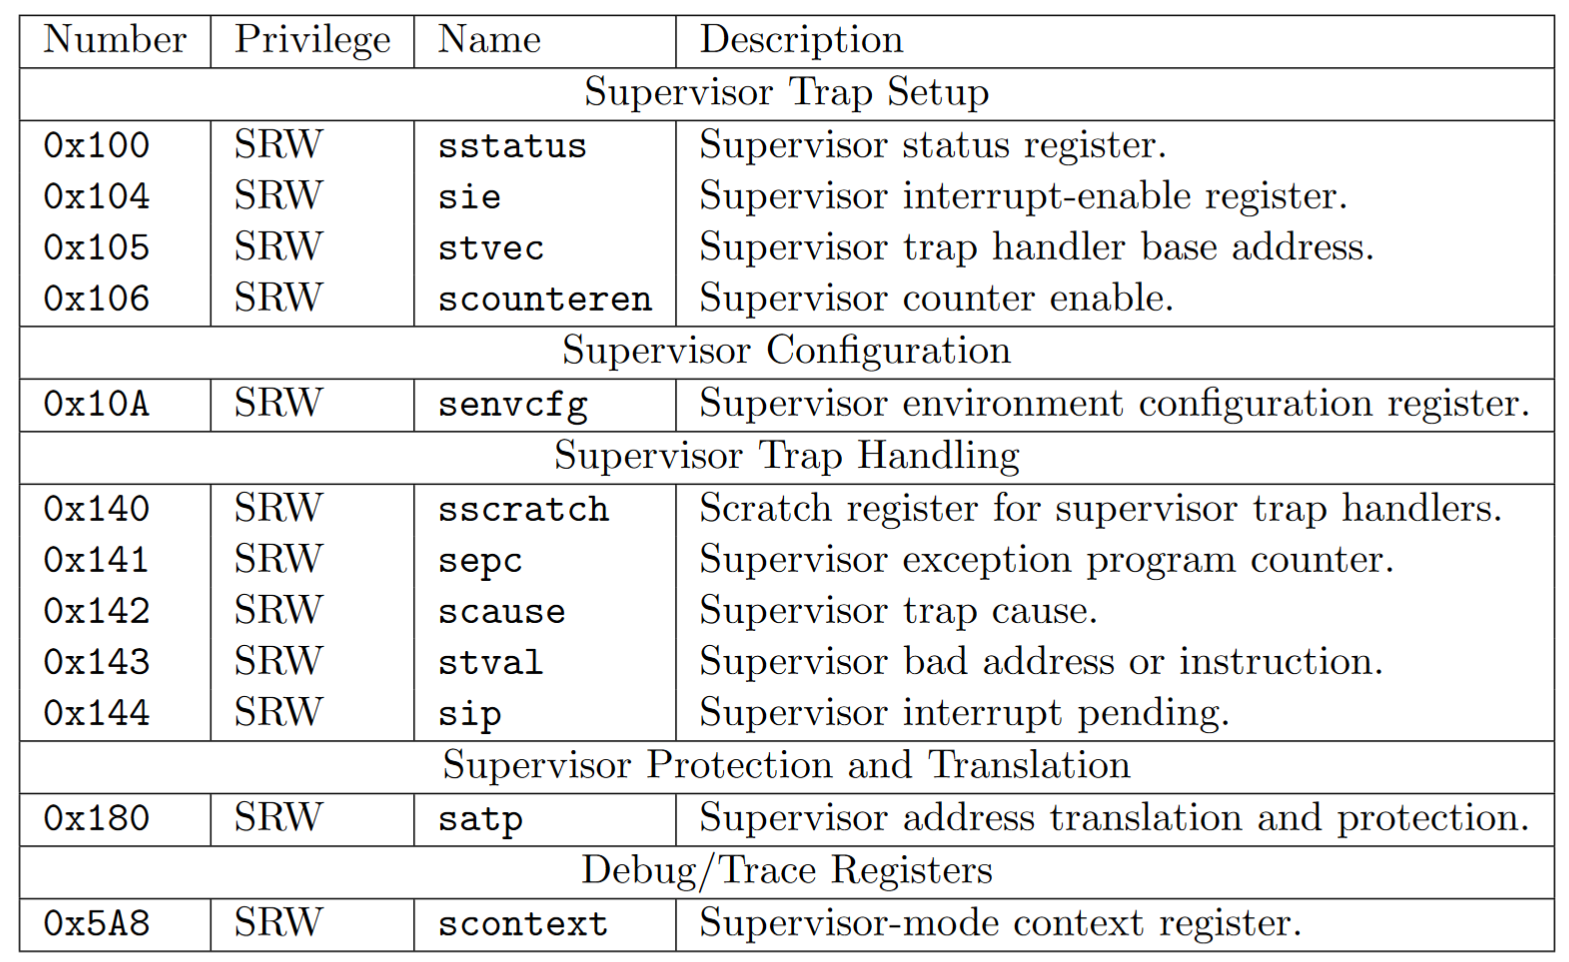 Number Privilege Name Description
Supervisor Trap Setup
0x100 SRW sstatus Supervisor status register.
0x104 SRW sie Supervisor interrupt-enable register.
0x105 SRW stvec Supervisor trap handler base address.
0x106 SRW scounteren Supervisor counter enable.
Supervisor Configuration
0x10A SRW senvcfg Supervisor environment configuration register.
Supervisor Trap Handling
0x140 SRW sscratch Scratch register for supervisor trap handlers.
0x141 SRW sepc Supervisor exception program counter.
0x142 SRW scause Supervisor trap cause.
0x143 SRW stval Supervisor bad address or instruction.
0x144 SRW sip Supervisor interrupt pending.
Supervisor Protection and Translation
0x180 SRW satp Supervisor address translation and protection.
Debug/Trace Registers
0x5A8 SRW scontext Supervisor-mode context register.